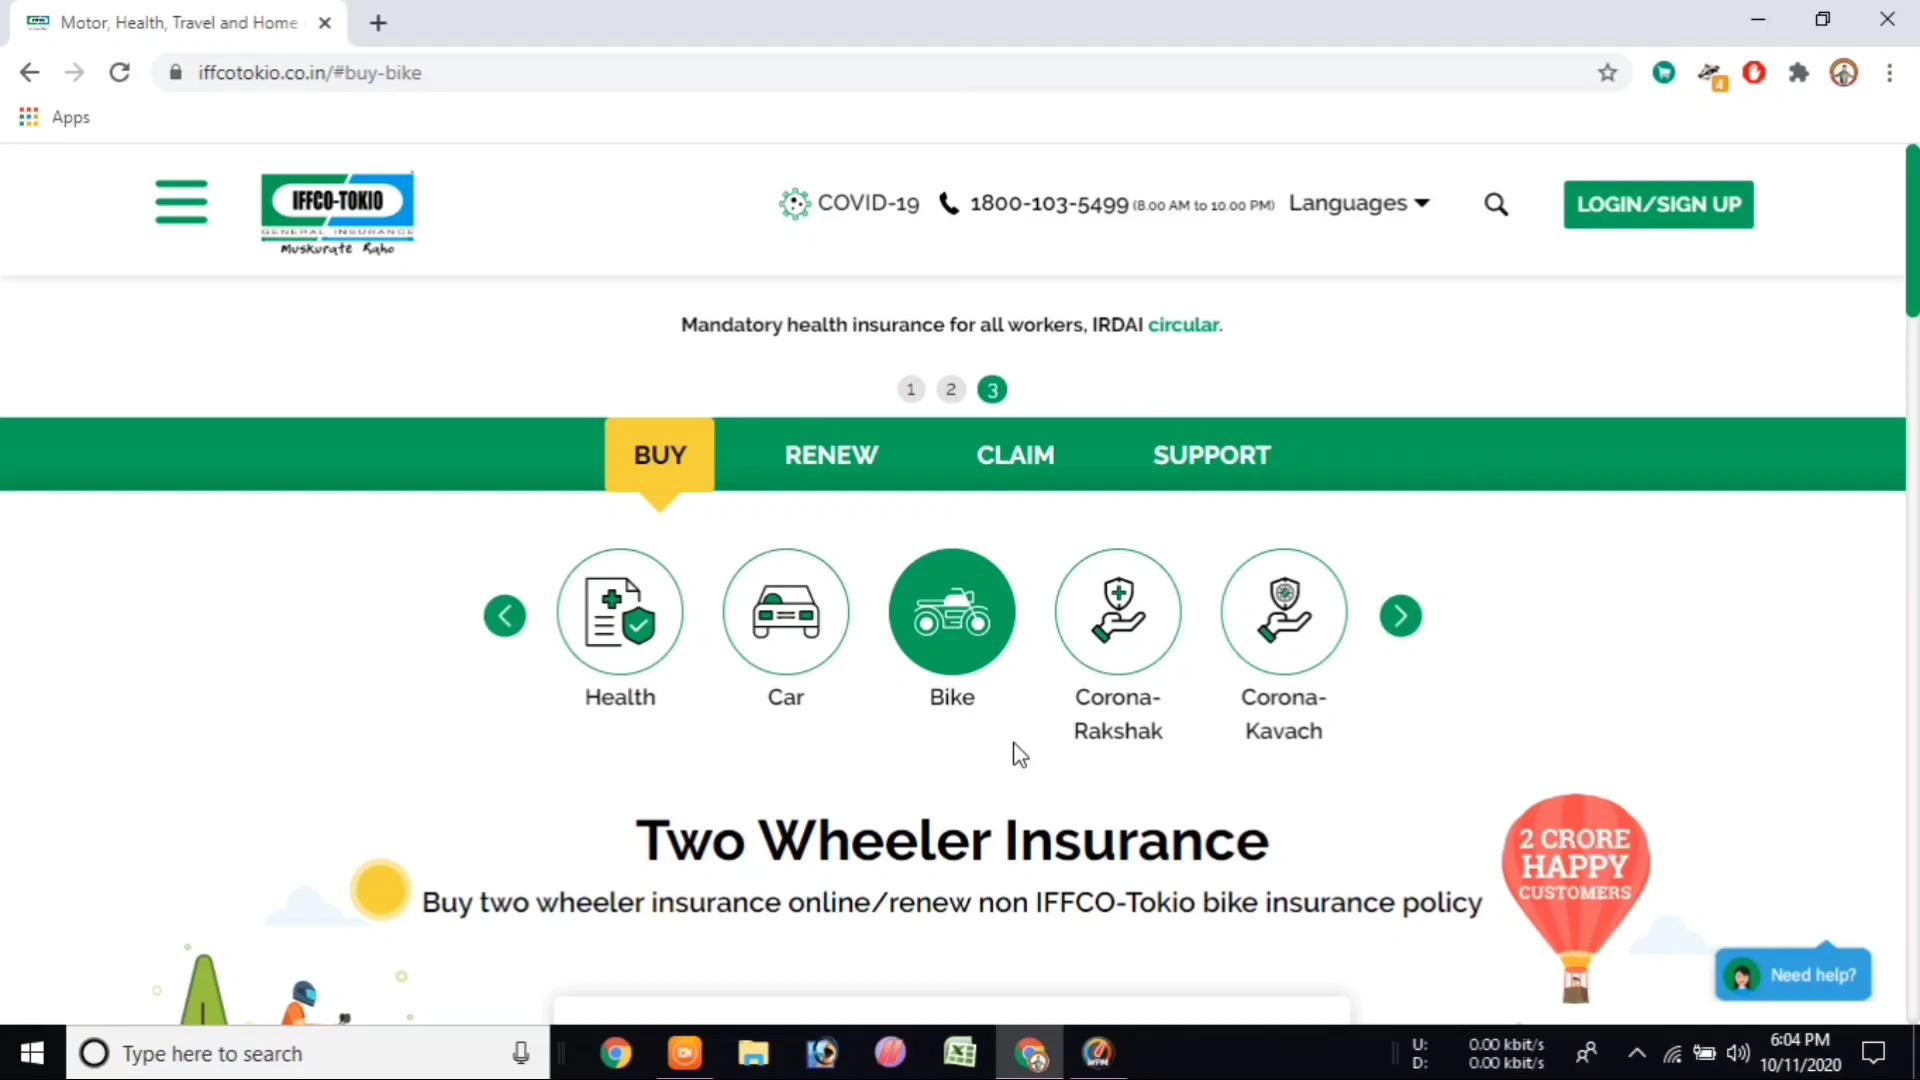 Motor, Health, Travel and Home
iffcotokio.co.in/#buy-bike
4
Apps
IFFCO-TOKIO
GENERAL INSURANCE
Muskurate Raho
COVID-19
1800-103-5499 (8.00 AM to 10.00 PM)
Languages
LOGIN/SIGN UP
Mandatory health insurance for all workers, IRDAI circular.
1 2 3
BUY RENEW CLAIM SUPPORT
Health
Car
Bike
Corona-
Rakshak
Corona-
Kavach
Two Wheeler Insurance
Buy two wheeler insurance online/renew non IFFCO-Tokio bike insurance policy
2 CRORE
HAPPY
CUSTOMERS
Need help?
Type here to search
WPM
U: 0.00 kbit/s
D: 0.00 kbit/s
6:04 PM
10/11/2020